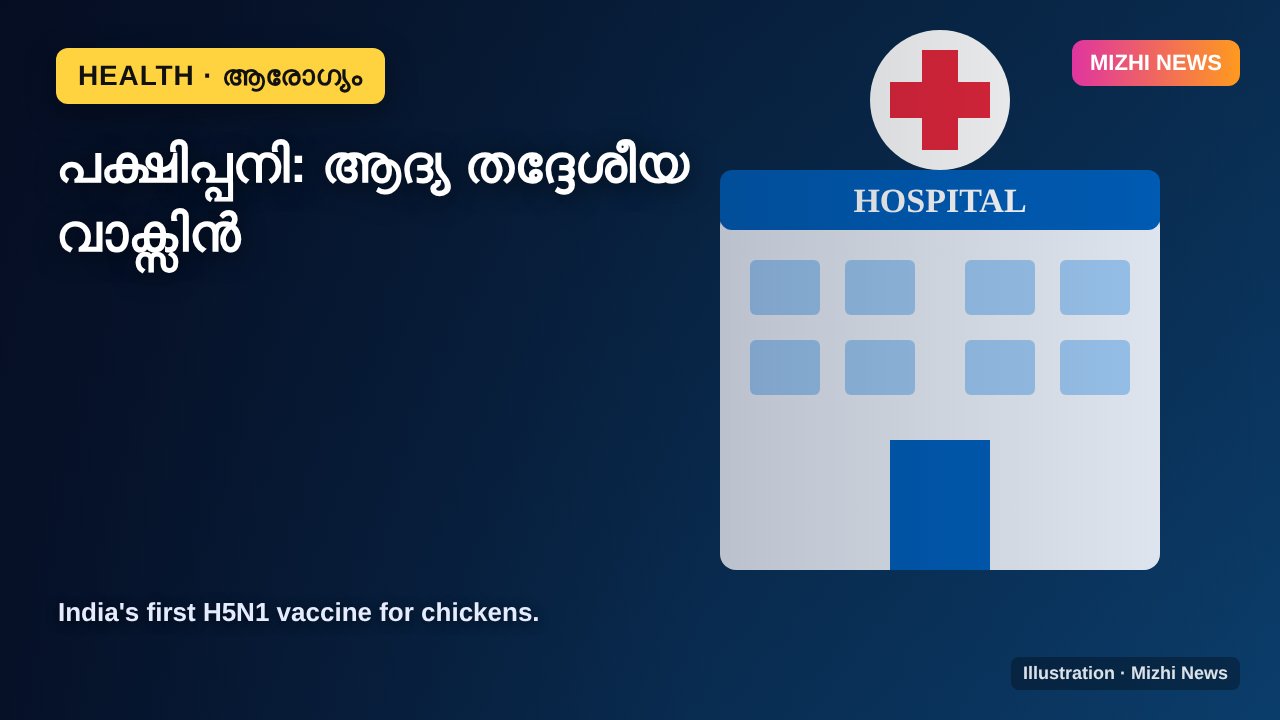 HEALTH · ആരോഗ്യം
MIZHI NEWS
പക്ഷിപ്പനി: ആദ്യ തദ്ദേശീയ
വാക്സിൻ
HOSPITAL
India's first H5N1 vaccine for chickens.
Illustration · Mizhi News